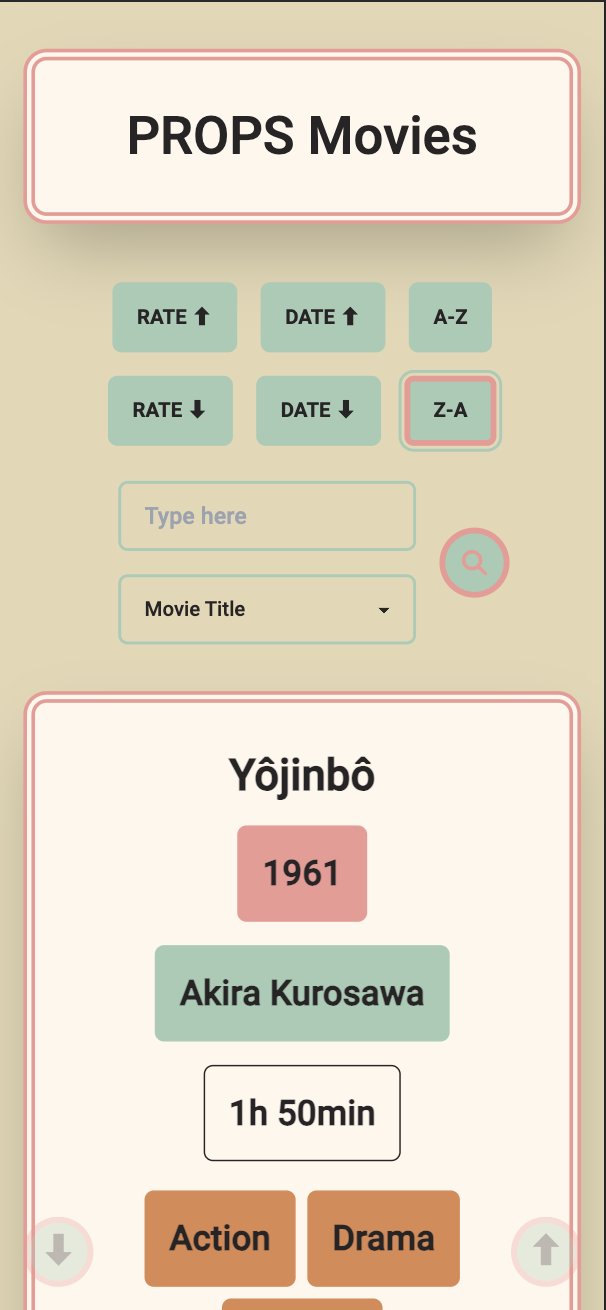 PROPS Movies
RATE ⬆ DATE ⬆ A-Z
RATE ⬇ DATE ⬇ Z-A
Type here
Movie Title
Yôjinbô
1961
Akira Kurosawa
1h 50min
Action Drama